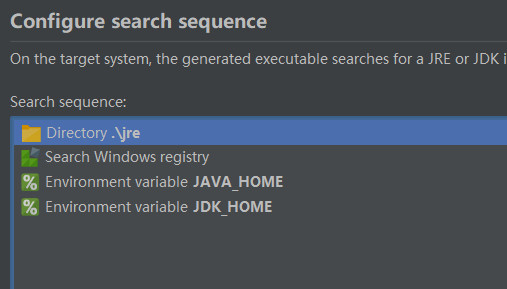 Configure search sequence
On the target system, the generated executable searches for a JRE or JDK i
Search sequence:
Directory .\jre
Search Windows registry
Environment variable JAVA_HOME
Environment variable JDK_HOME